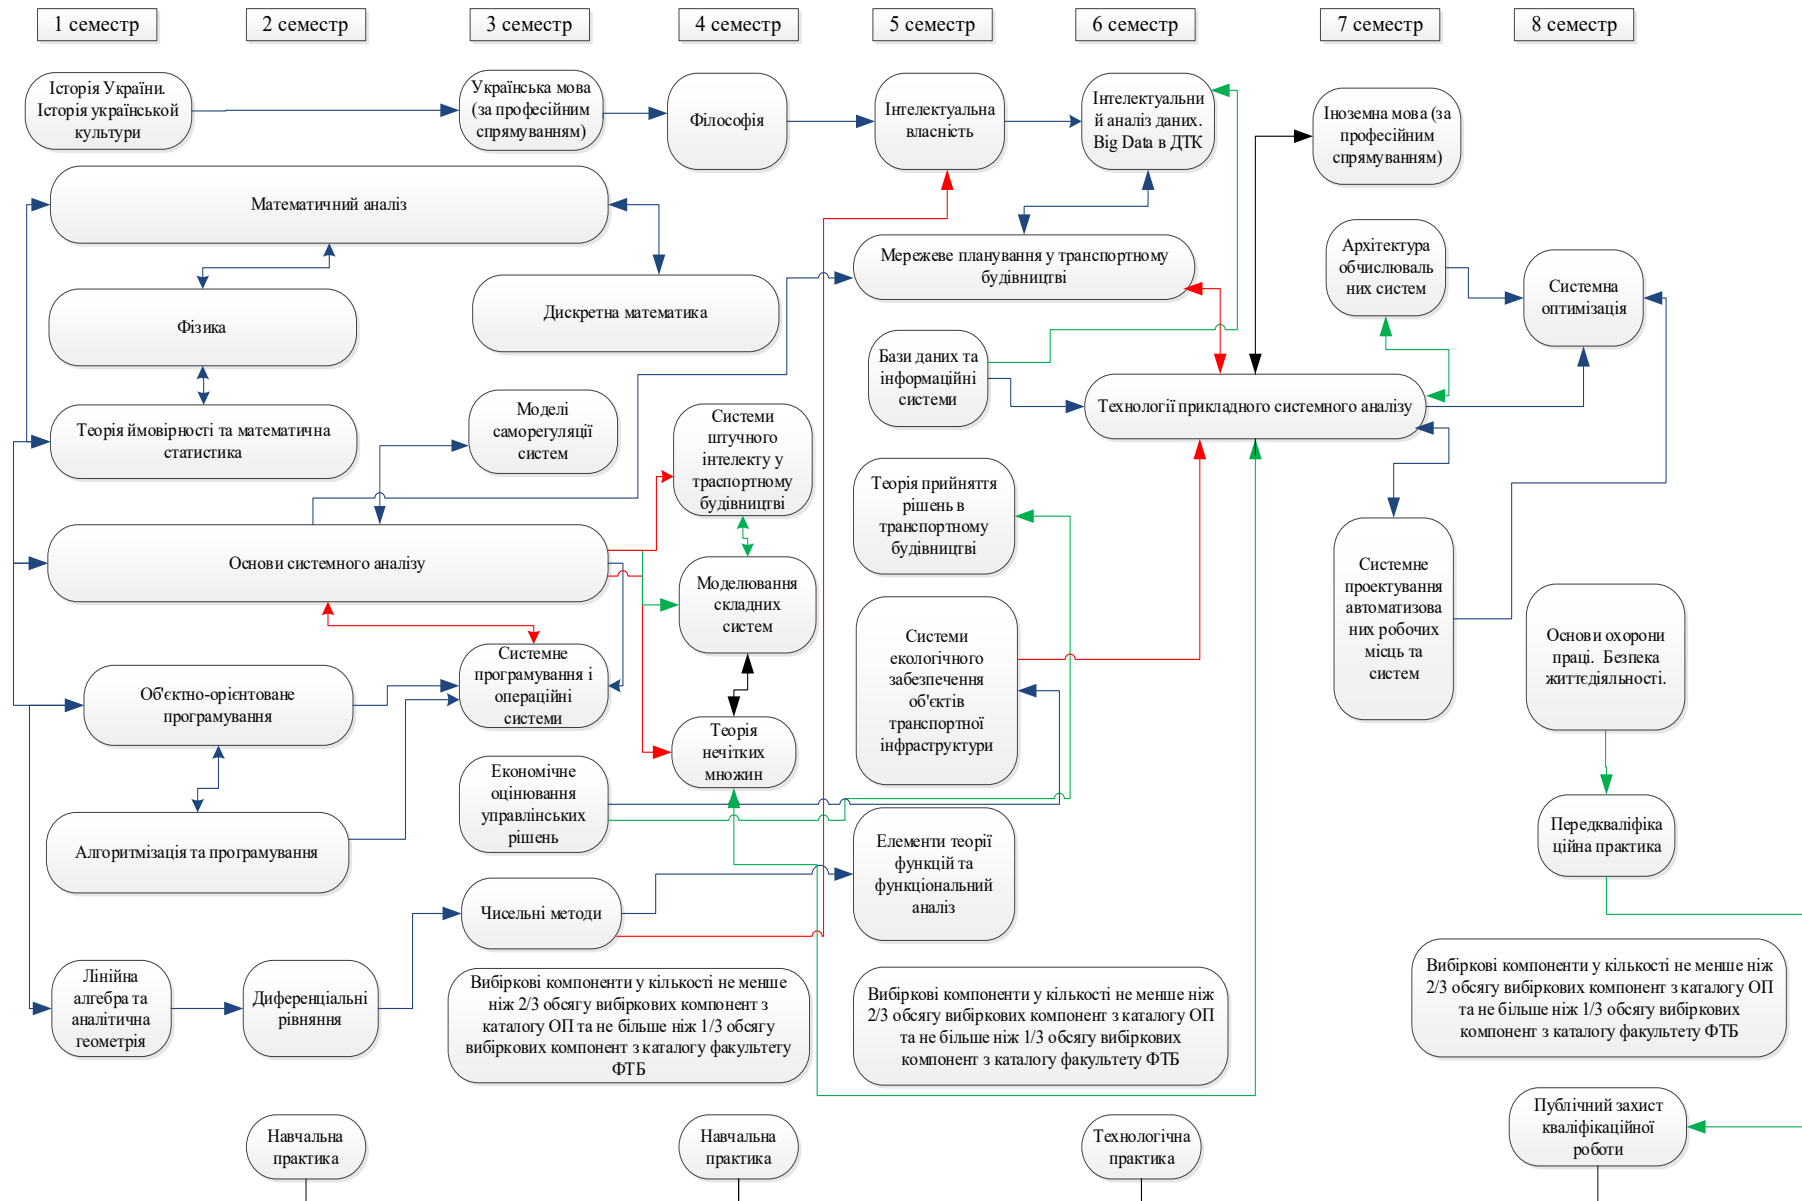 1 семестр
2 семестр
3 семестр
4 семестр
5 семестр
6 семестр
7 семестр
8 семестр
Історія України.
Історія української
культури
Українська мова
(за професійним
спрямуванням)
Філософія
Інтелектуальна
власність
Інтелектуальни
й аналіз даних.
Big Data в ДТК
Іноземна мова (за
професійним
спрямуванням)
Математичний аналіз
Мережеве планування у транспортному
будівництві
Архітектура
обчислюваль
них систем
Системна
оптимізація
Фізика
Дискретна математика
Бази даних та
інформаційні
системи
Технології прикладного системного аналізу
Теорія ймовірності та математична
статистика
Моделі
саморегуляції
систем
Системи
штучного
інтелекту у
траспортному
будівництві
Теорія прийняття
рішень в
транспортному
будівництві
Основи системного аналізу
Моделювання
складних
систем
Системне
проектування
автоматизова
них робочих
місць та
систем
Основи охорони
праці.  Безпека
життєдіяльності.
Системи
екологічного
забезпечення
об'єктів
транспортної
інфраструктури
Об'єктно-орієнтоване
програмування
Системне
програмування і
операційні
системи
Теорія
нечітких
множин
Економічне
оцінювання
управлінських
рішень
Алгоритмізація та програмування
Елементи теорії
функцій та
функціональний
аналіз
Передкваліфіка
ційна практика
Чисельні методи
Лінійна
алгебра та
аналітична
геометрія
Диференціальні
рівняння
Вибіркові компоненти у кількості не менше
ніж 2/3 обсягу вибіркових компонент з
каталогу ОП та не більше ніж 1/3 обсягу
вибіркових компонент з каталогу факультету
ФТБ
Вибіркові компоненти у кількості не менше ніж
2/3 обсягу вибіркових компонент з каталогу ОП
та не більше ніж 1/3 обсягу вибіркових
компонент з каталогу факультету ФТБ
Вибіркові компоненти у кількості не менше ніж
2/3 обсягу вибіркових компонент з каталогу ОП
та не більше ніж 1/3 обсягу вибіркових
компонент з каталогу факультету ФТБ
Навчальна
практика
Навчальна
практика
Технологічна
практика
Публічний захист
кваліфікаційної
роботи